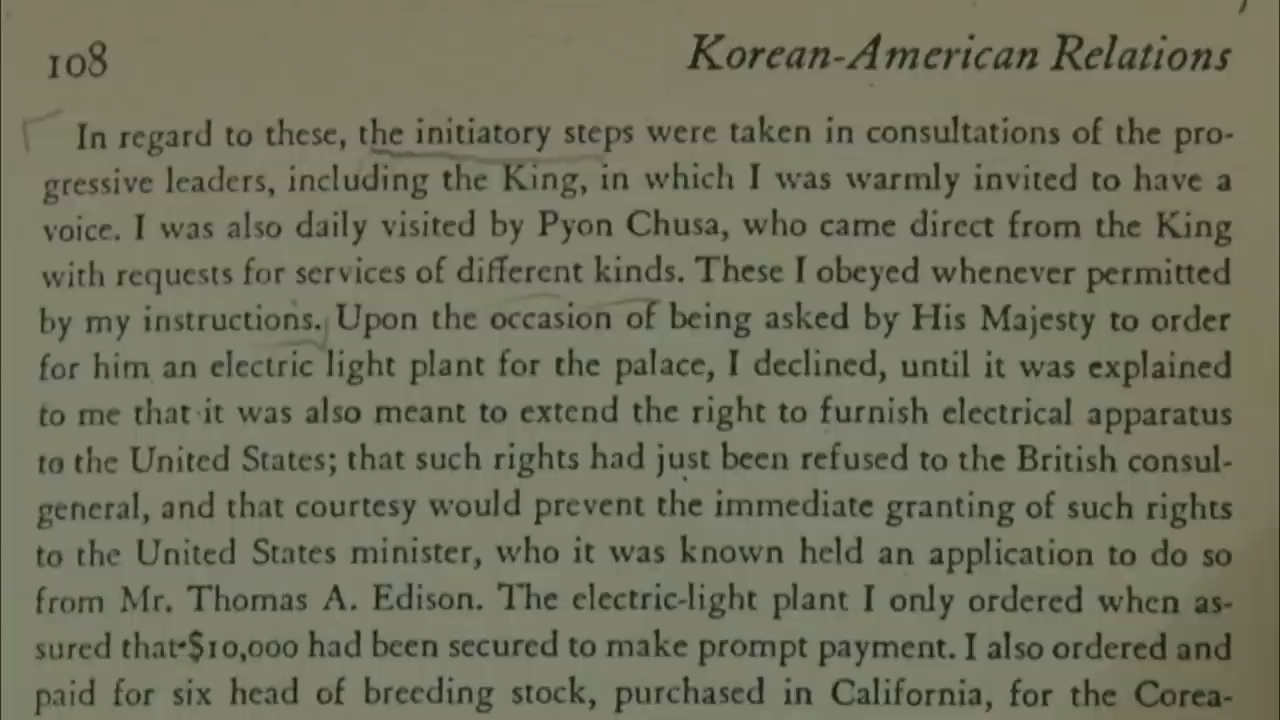 108
Korean-American Relations
In regard to these, the initiatory steps were taken in consultations of the pro-
gressive leaders, including the King, in which I was warmly invited to have a
voice. I was also daily visited by Pyon Chusa, who came direct from the King
with requests for services of different kinds. These I obeyed whenever permitted
by my instructions. Upon the occasion of being asked by His Majesty to order
for him an electric light plant for the palace, I declined, until it was explained
to me that it was also meant to extend the right to furnish electrical apparatus
to the United States; that such rights had just been refused to the British consul-
general, and that courtesy would prevent the immediate granting of such rights
to the United States minister, who it was known held an application to do so
from Mr. Thomas A. Edison. The electric-light plant I only ordered when as-
sured that $10,000 had been secured to make prompt payment. I also ordered and
paid for six head of breeding stock, purchased in California, for the Corea-